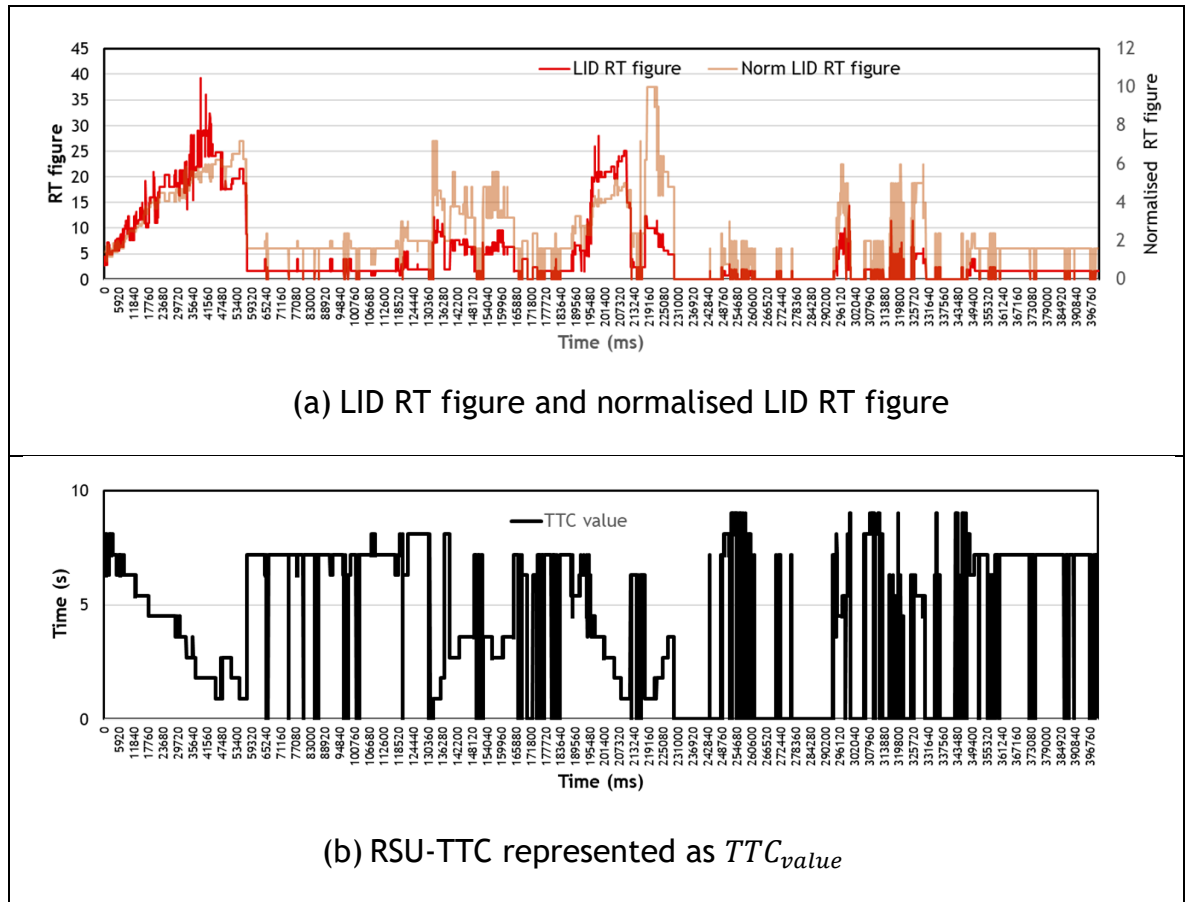 45
40
35
30
25
20
15
10
5
0
RT figure
LID RT figure
Norm LID RT figure
12
10
8
6
4
2
0
Normalised RT figure
0 5920 11840 17760 23680 29720 35640 41560 47480 53400 59320 65240 71160 77080 83000 88920 94840 100760 106680 112600 118520 124440 130360 136280 142200 148120 154040 159960 165880 171800 177720 183640 189560 195480 201400 207320 213240 219160 225080 231000 236920 242840 248760 254680 260600 266520 272440 278360 284280 290200 296120 302040 307960 313880 319800 325720 331640 337560 343480 349400 355320 361240 367160 373080 379000 384920 390840 396760
Time (ms)
(a) LID RT figure and normalised LID RT figure
10
5
0
Time (s)
TTC value
0 5920 11840 17760 23680 29720 35640 41560 47480 53400 59320 65240 71160 77080 83000 88920 94840 100760 106680 112600 118520 124440 130360 136280 142200 148120 154040 159960 165880 171800 177720 183640 189560 195480 201400 207320 213240 219160 225080 231000 236920 242840 248760 254680 260600 266520 272440 278360 284280 290200 296120 302040 307960 313880 319800 325720 331640 337560 343480 349400 355320 361240 367160 373080 379000 384920 390840 396760
Time (ms)
(b) RSU-TTC represented as TTC_value